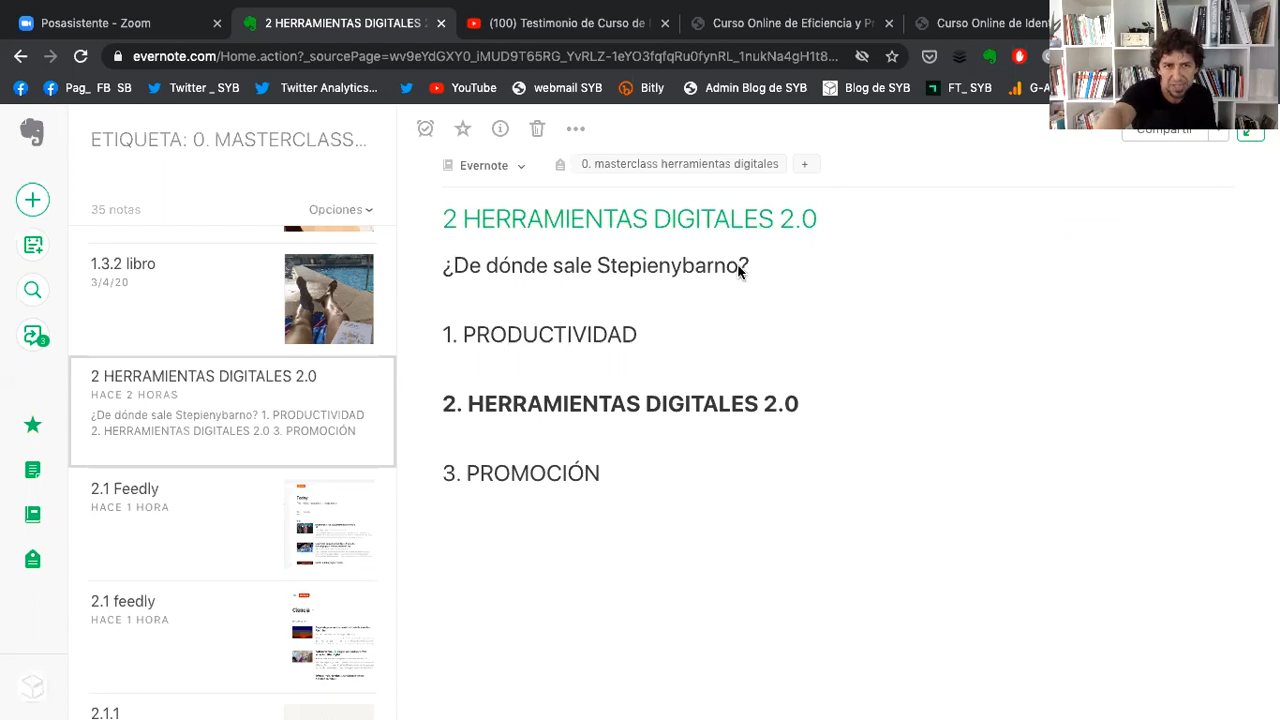 Posasistente - Zoom
2 HERRAMIENTAS DIGITALES
(109) Testimonio de Curso de
Curso Online de Eficiencia y Pr
Curso Online de Ident
evernote.com/Home.action?_sourcePage=wv9eYdGXY0_iMUD9T65RG_YvRLZ-1eYO3fqfqRu0fynRL_1nukNa4gH1t8...
Pag_ FB SB
Twitter _ SYB
Twitter Analytics...
YouTube
webmail SYB
Bitly
Admin Blog de SYB
Blog de SYB
FT_ SYB
G-A
ETIQUETA: 0. MASTERCLASS...
35 notas
Opciones
1.3.2 libro
3/4/20
2 HERRAMIENTAS DIGITALES 2.0
HACE 2 HORAS
¿De dónde sale Stepienybarno? 1. PRODUCTIVIDAD
2. HERRAMIENTAS DIGITALES 2.0 3. PROMOCIÓN
2.1 Feedly
HACE 1 HORA
Today
2.1 feedly
HACE 1 HORA
Ciencia
2.1.1
3
Compartir
Evernote
0. masterclass herramientas digitales
+
2 HERRAMIENTAS DIGITALES 2.0
¿De dónde sale Stepienybarno?
1. PRODUCTIVIDAD
2. HERRAMIENTAS DIGITALES 2.0
3. PROMOCIÓN